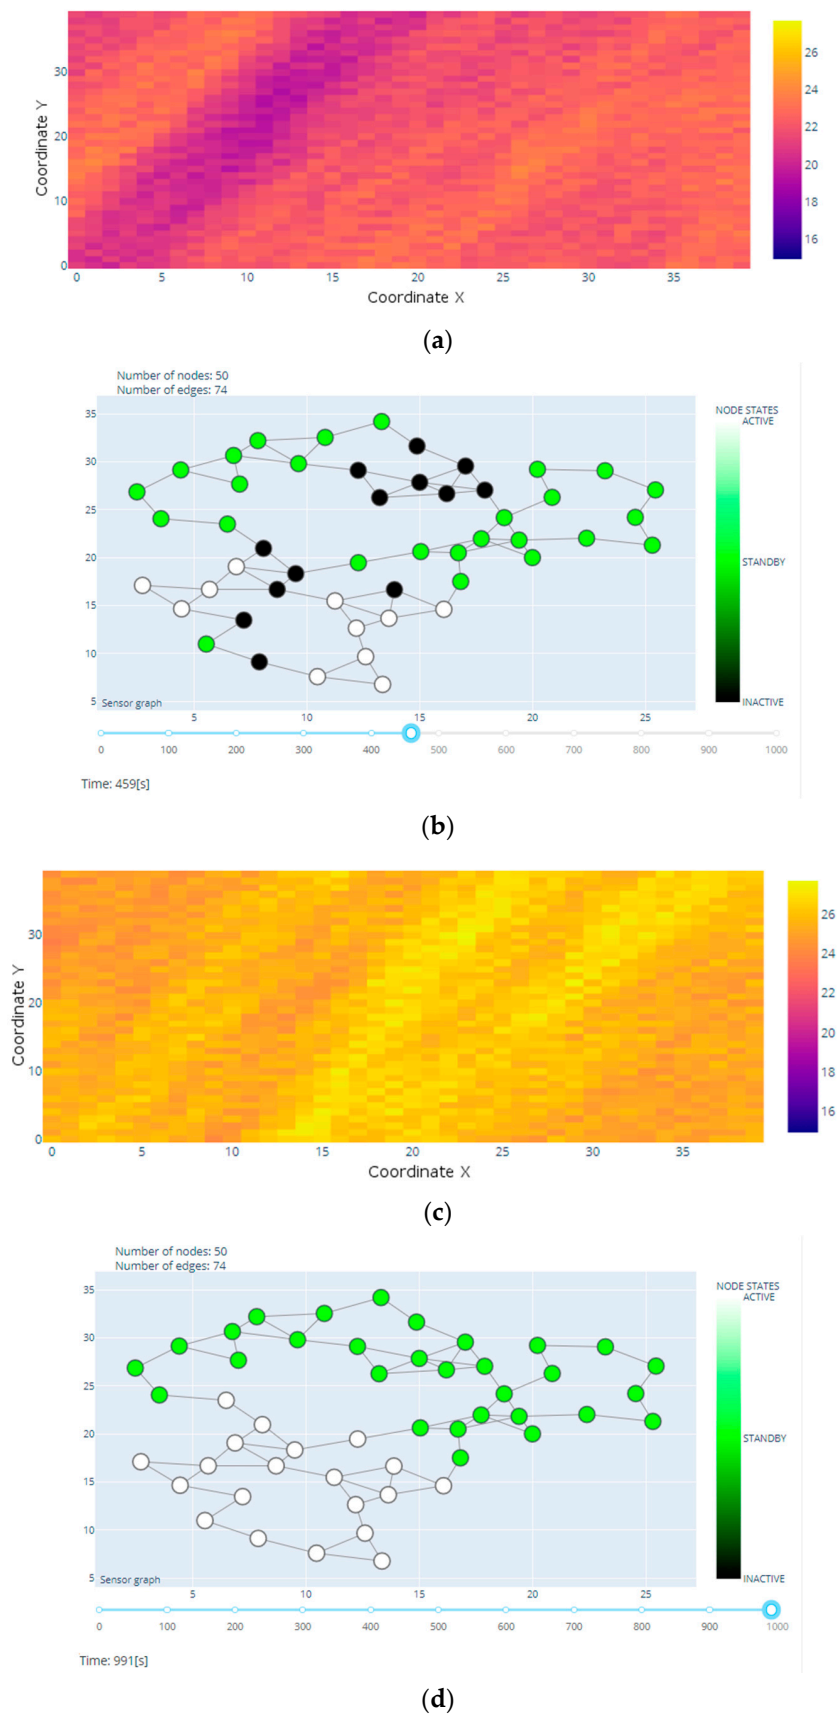 26
24
30
22
20
20
10
18
16
0
0 5 10 15 20 25 30 35
Coordinate Y
Coordinate X
(a)
Number of nodes: 50
Number of edges: 74
NODE STATES
ACTIVE
35
30
25
20
STANDBY
15
10
5
Sensor graph
INACTIVE
5 10 15 20 25
0 100 200 300 400 500 600 700 800 900 1000
Time: 459[s]
(b)
26
30
24
22
20
20
10
18
16
0
0 5 10 15 20 25 30 35
Coordinate Y
Coordinate X
(c)
Number of nodes: 50
Number of edges: 74
NODE STATES
ACTIVE
35
30
25
20
STANDBY
15
10
5
Sensor graph
INACTIVE
5 10 15 20 25
0 100 200 300 400 500 600 700 800 900 1000
Time: 991[s]
(d)